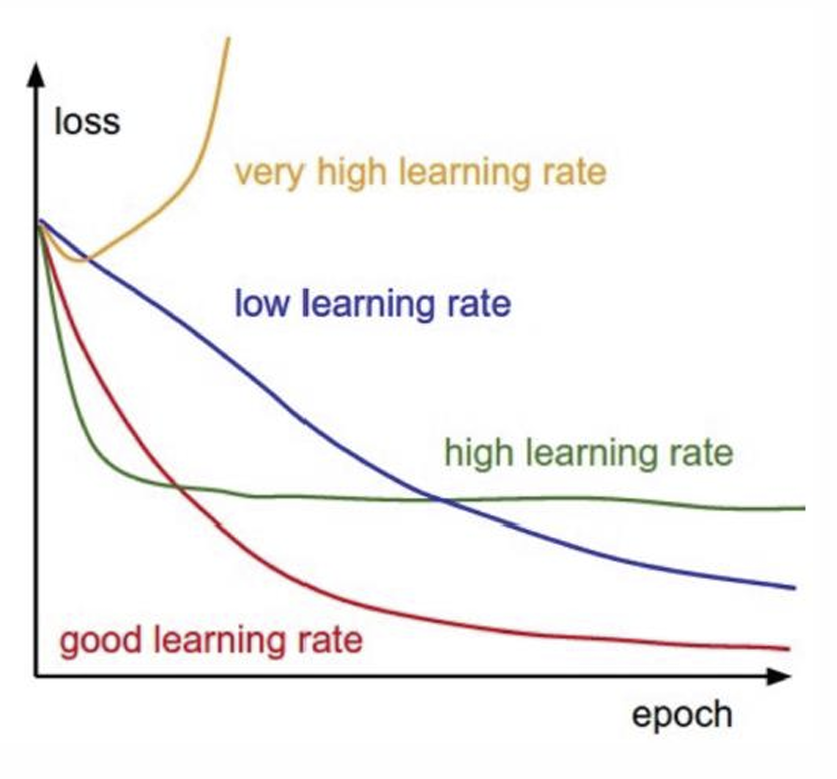 loss
very high learning rate
low learning rate
high learning rate
good learning rate
epoch